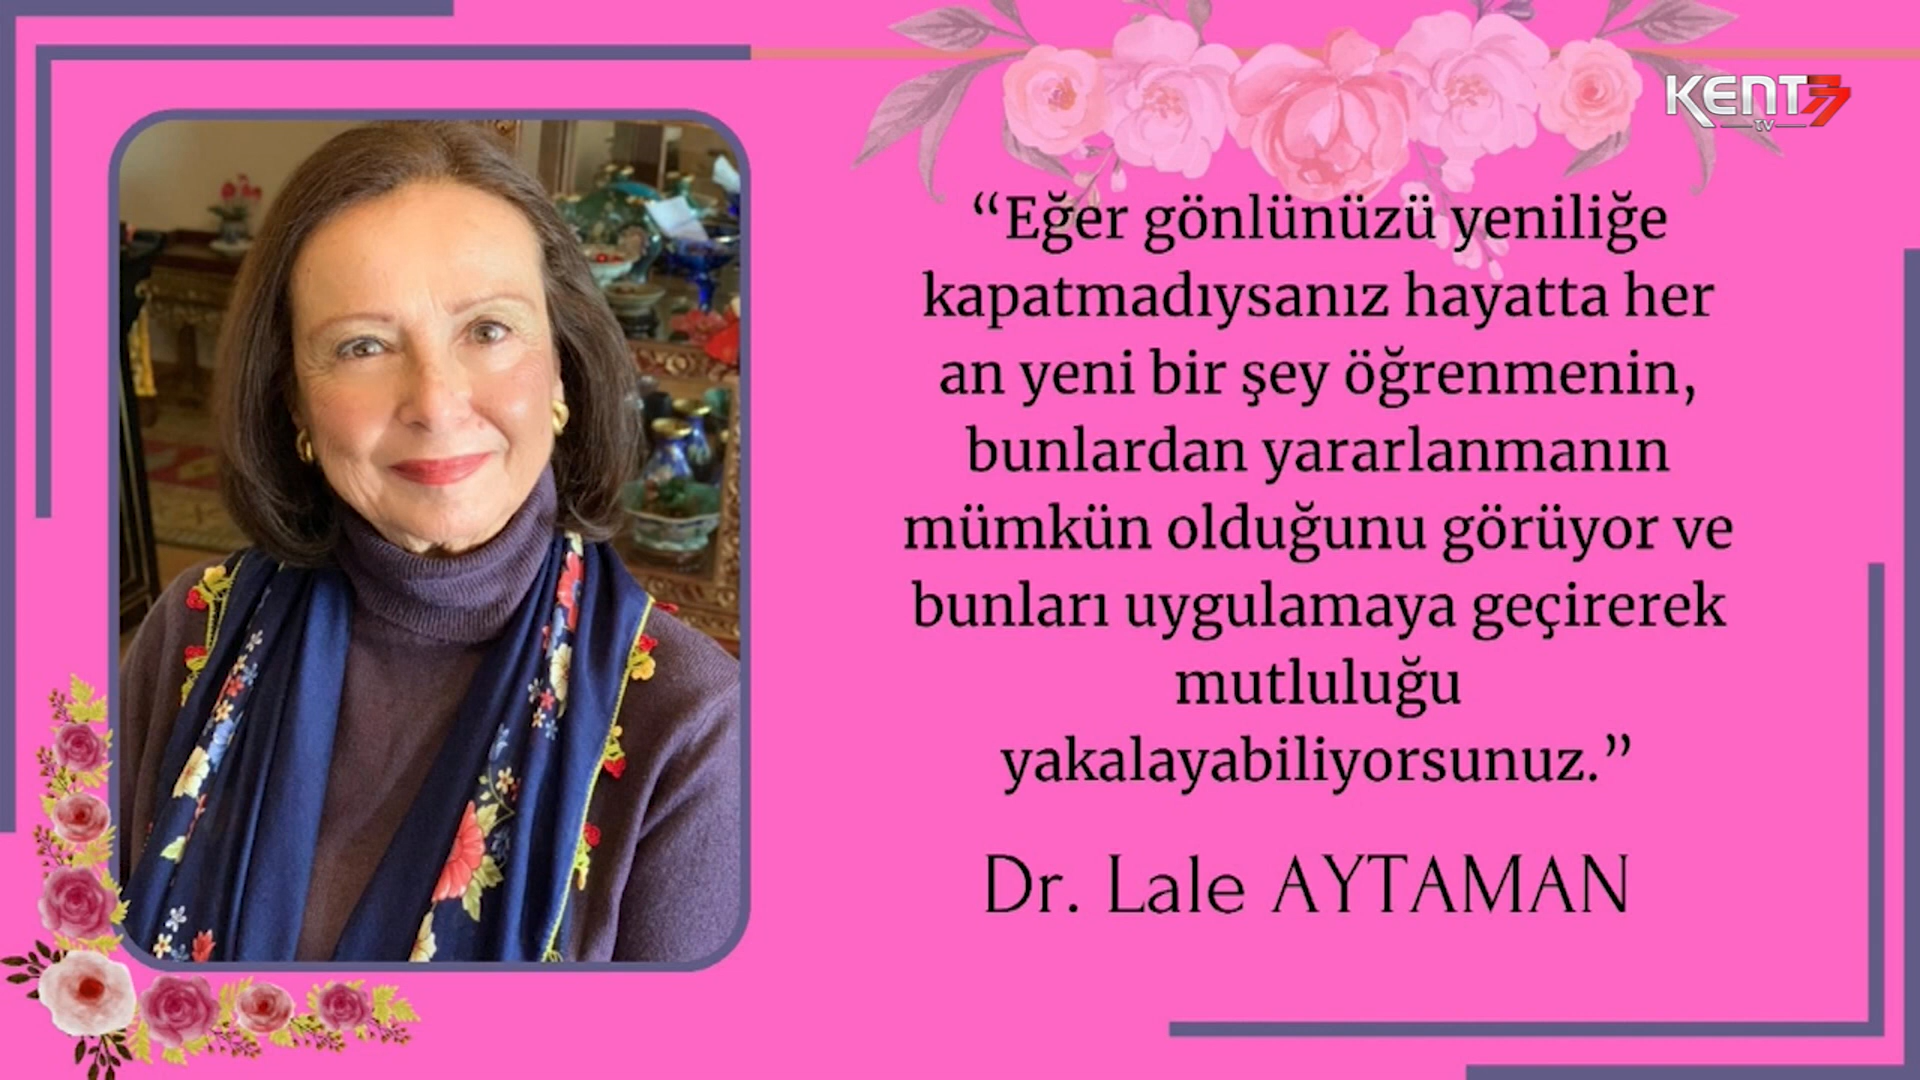 KENT 77
TV
“Eğer gönlünüzü yeniliğe
kapatmadıysanız hayatta her
an yeni bir şey öğrenmenin,
bunlardan yararlanmanın
mümkün olduğunu görüyor ve
bunları uygulamaya geçirerek
mutluluğu
yakalayabiliyorsunuz.”
Dr. Lale AYTAMAN